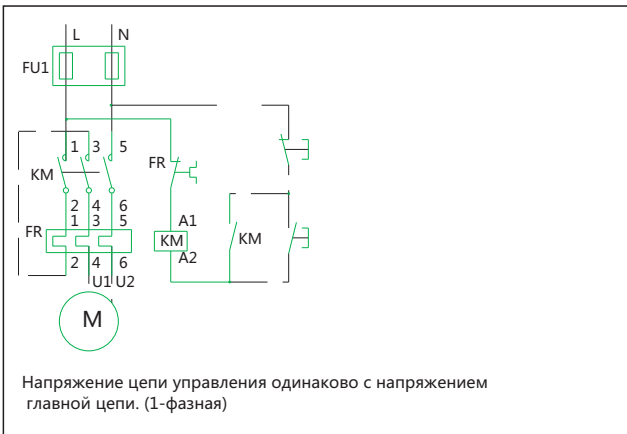 L N
FU1
1 3 5
FR
KM
2 4 6
1 3 5
FR
A1
KM
KM
A2
2 4 6
U1 U2
M
Напряжение цепи управления одинаково с напряжением
главной цепи. (1-фазная)